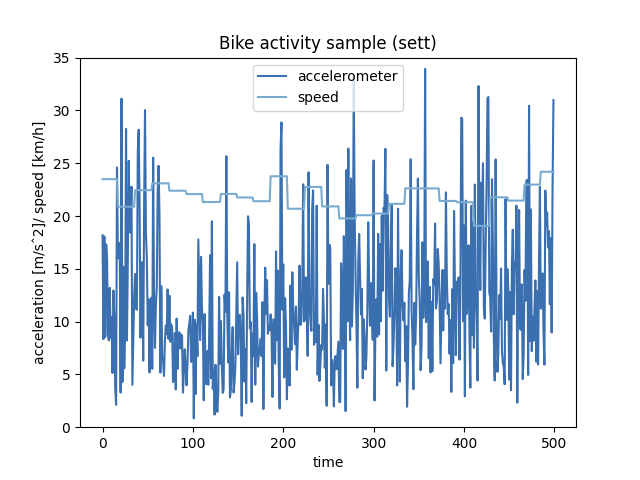 Bike activity sample (sett)
accelerometer
speed
acceleration [m/s^2]/ speed [km/h]
35
30
25
20
15
10
5
0
0 100 200 300 400 500
time